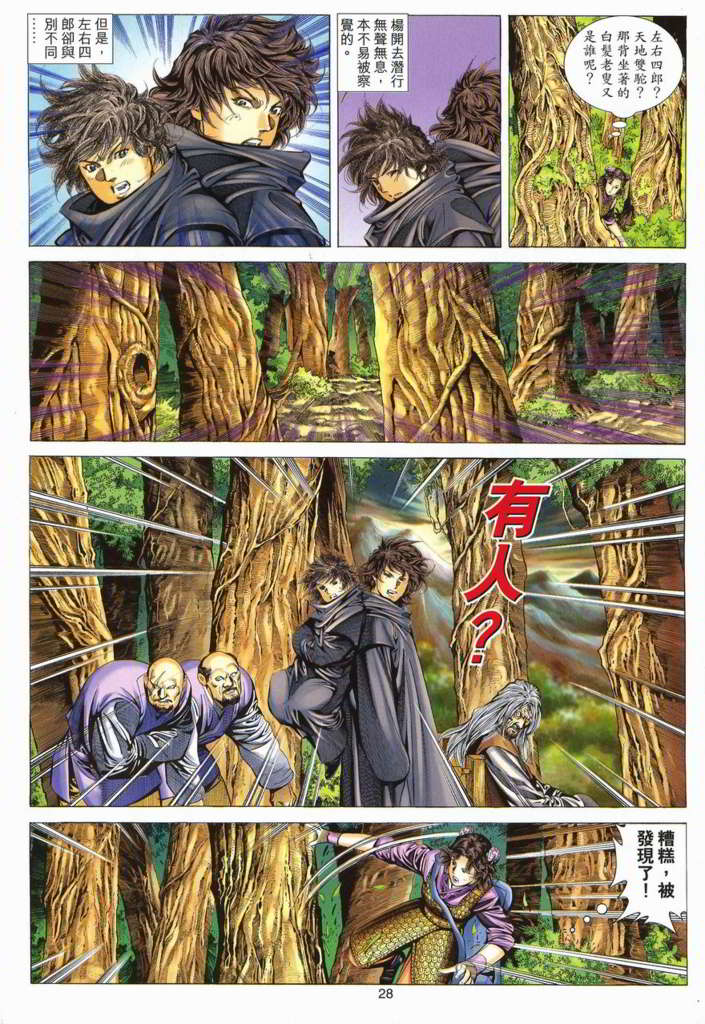 左右四郎？
天地雙駝？
那背坐著的
白髮老叟又
是誰呢？
楊開去潛行
無聲無息，
本不易被察
覺的。
但是，
左右四
郎卻與
別不同
……
有人？
糟糕，被
發現了！
28